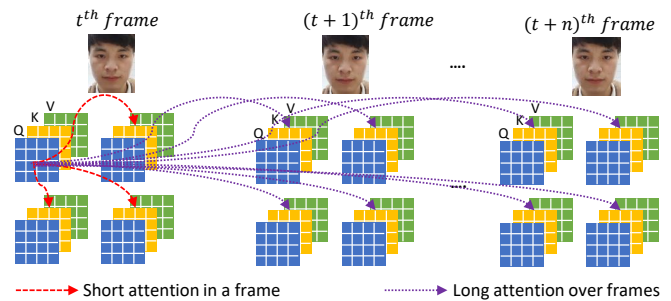 t^th frame (t + 1)^th frame (t + n)^th frame
....
V V V
K K K
Q Q Q
....
Short attention in a frame Long attention over frames